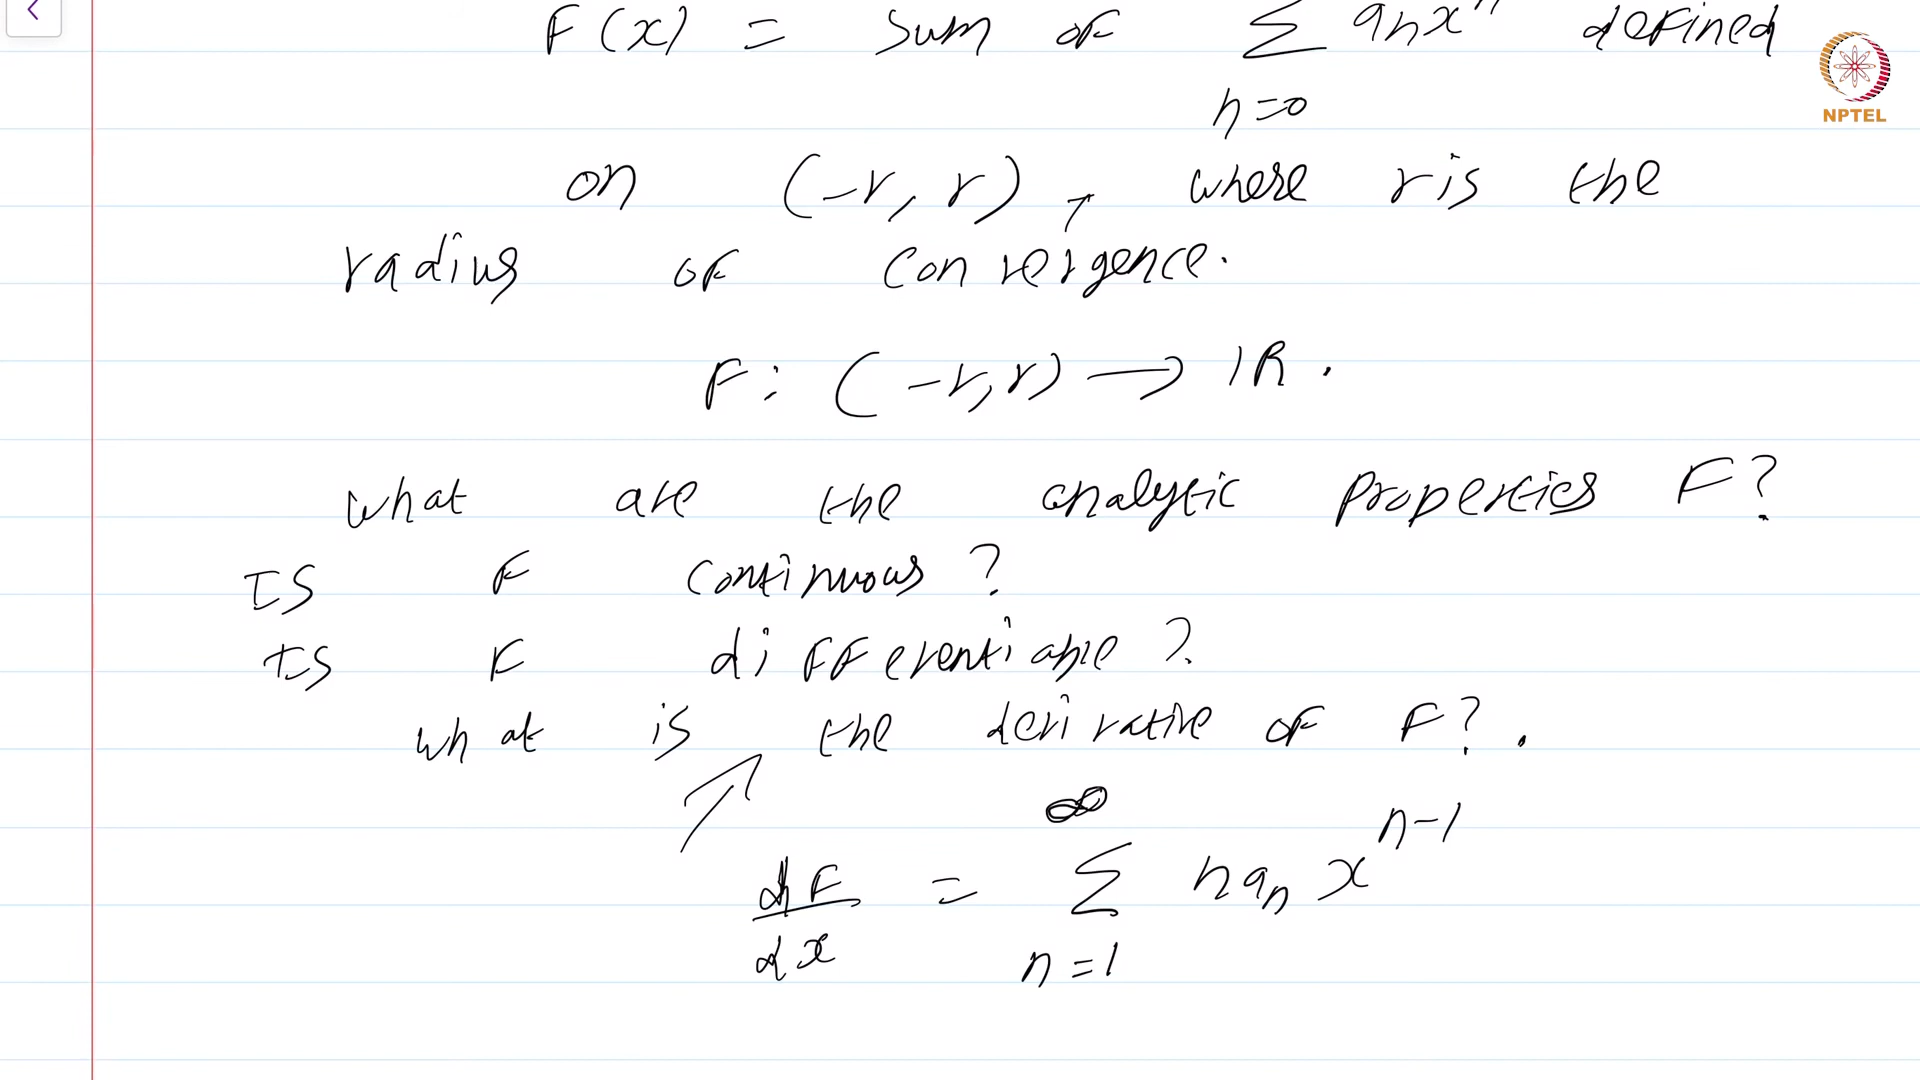 F(x) = sum of ∑ aₙxⁿ defined
n=0
NPTEL
on (-r, r), where r is the
radius of convergence.
F: (-r, r) → ℝ.
what are the analytic properties F?
IS F continuous?
IS F differentiable?
what is the derivative of F?.
dF/dx = ∑_{n=1}^{∞} n aₙ x^{n-1}